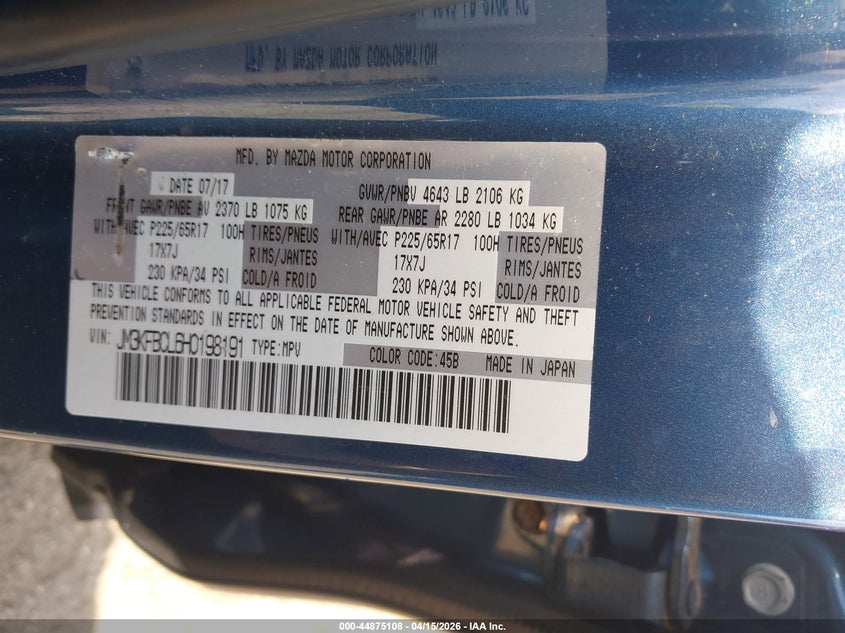 MFD. BY MAZDA MOTOR CORPORATION
DATE 07/17 GVWR/PNBV 4643 LB 2106 KG
FRONT GAWR/PNBE AV 2370 LB 1075 KG REAR GAWR/PNBE AR 2280 LB 1034 KG
WITH/AVEC P225/65R17 100H TIRES/PNEUS WITH/AVEC P225/65R17 100H TIRES/PNEUS
17X7J RIMS/JANTES 17X7J RIMS/JANTES
230 KPA/34 PSI COLD/A FROID 230 KPA/34 PSI COLD/A FROID
THIS VEHICLE CONFORMS TO ALL APPLICABLE FEDERAL MOTOR VEHICLE SAFETY AND THEFT
PREVENTION STANDARDS IN EFFECT ON THE DATE OF MANUFACTURE SHOWN ABOVE.
VIN: JM3KFBCL6H0198191 TYPE:MPV COLOR CODE:45B MADE IN JAPAN
000-44875108 - 04/15/2026 - IAA Inc.